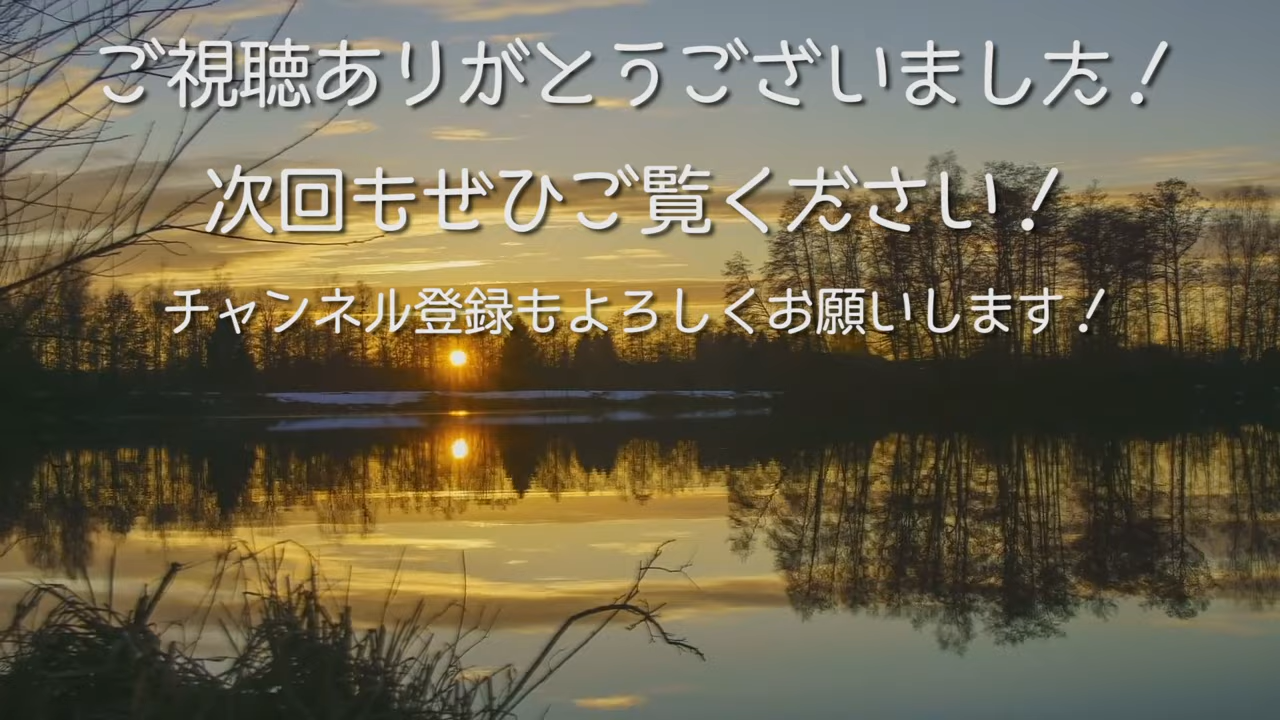 ご視聴ありがとうございました！
次回もぜひご覧ください！
チャンネル登録もよろしくお願いします！